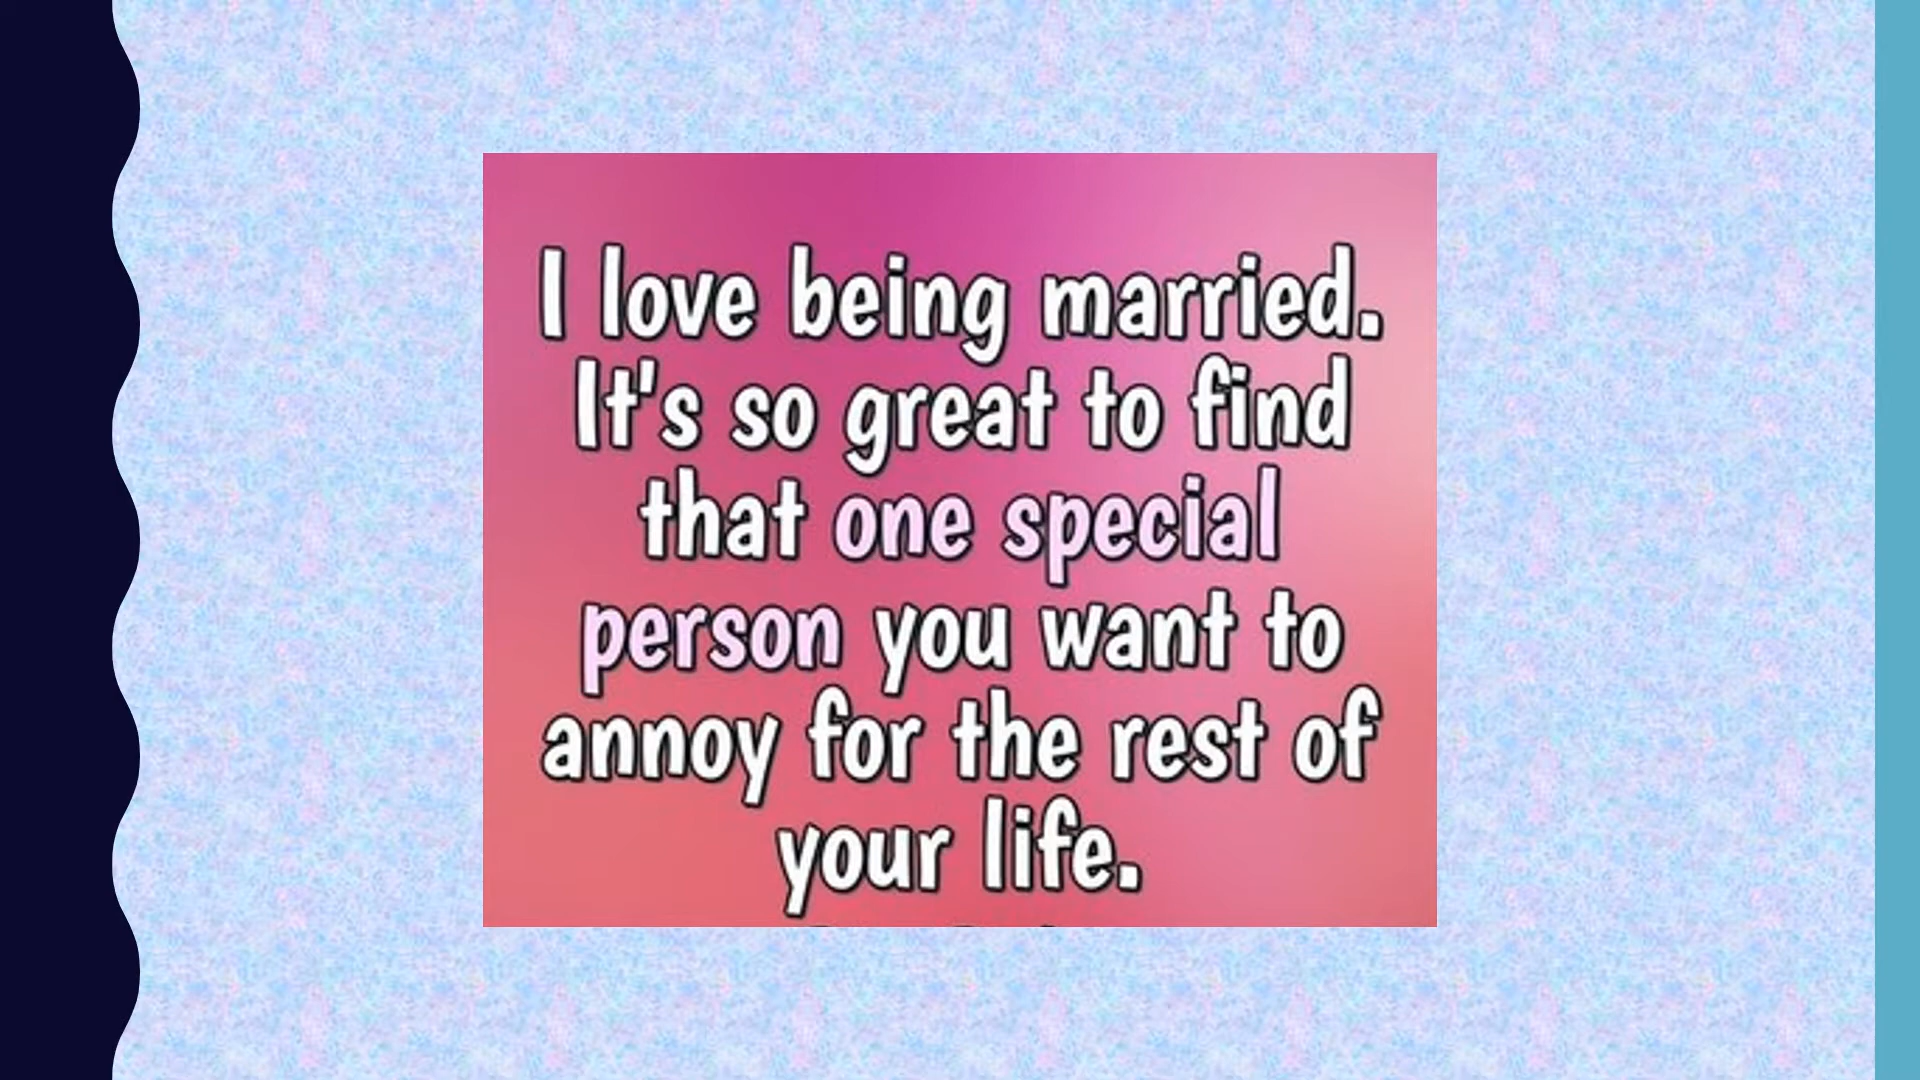 I love being married.
It's so great to find
that one special
person you want to
annoy for the rest of
your life.